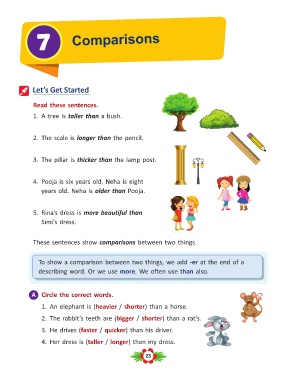 7 Comparisons
Let's Get Started
Read these sentences.
1. A tree is taller than a bush.
2. The scale is longer than the pencil.
3. The pillar is thicker than the lamp post.
4. Pooja is six years old. Neha is eight
years old. Neha is older than Pooja.
5. Rina's dress is more beautiful than
Simi's dress.
These sentences show comparisons between two things.
To show a comparison between two things, we add -er at the end of a
describing word. Or we use more. We often use than also.
A Circle the correct words.
1. An elephant is (heavier / shorter) than a horse.
2. The rabbit's teeth are (bigger / shorter) than a rat's.
3. He drives (faster / quicker) than his driver.
4. Her dress is (taller / longer) than my dress.
23